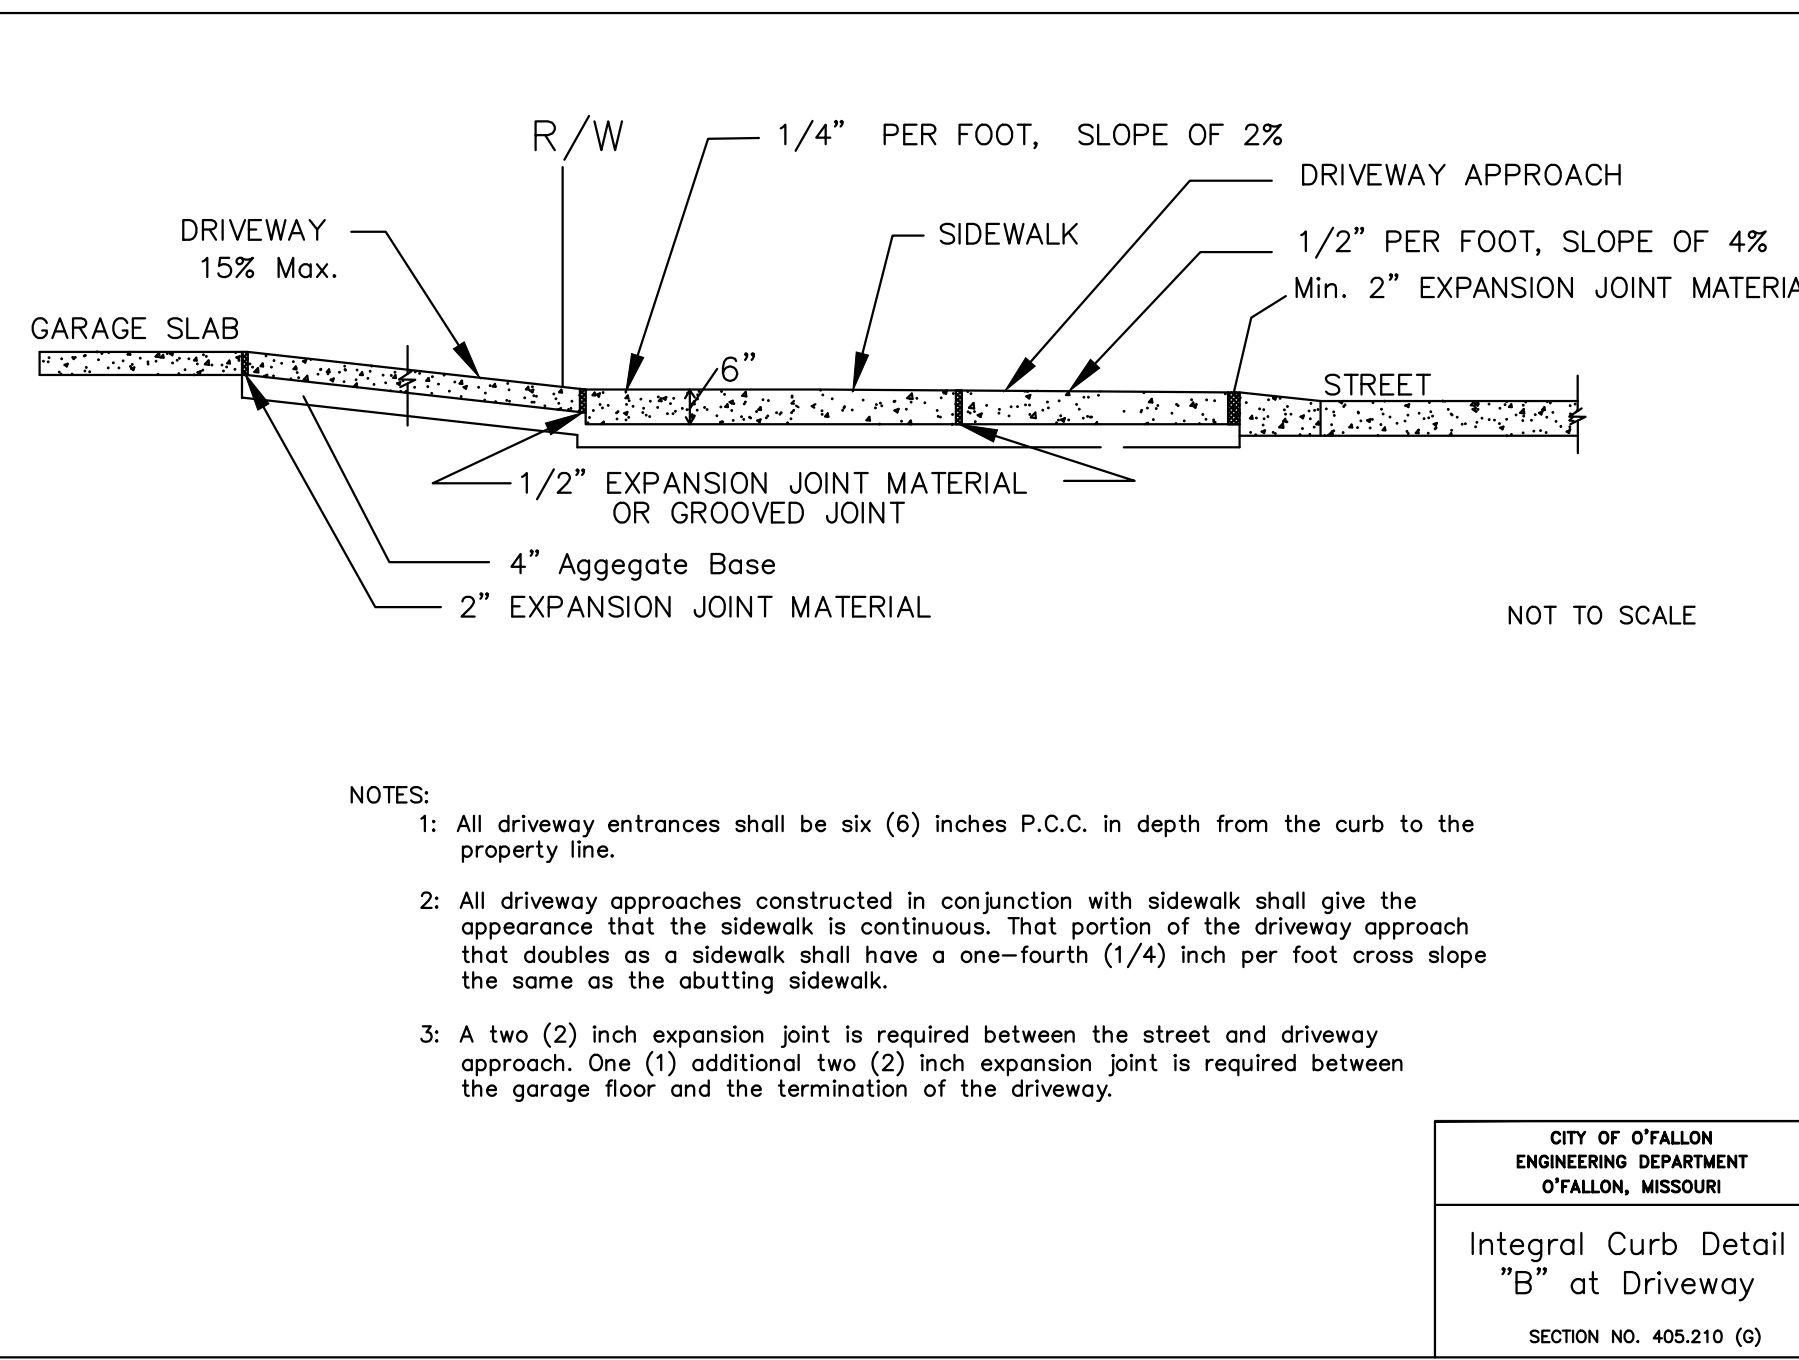 R/W
1/4" PER FOOT, SLOPE OF 2%
DRIVEWAY APPROACH
DRIVEWAY
15% Max.
SIDEWALK
1/2" PER FOOT, SLOPE OF 4%
Min. 2" EXPANSION JOINT MATERIA
GARAGE SLAB
6"
STREET
1/2" EXPANSION JOINT MATERIAL
OR GROOVED JOINT
4" Aggegate Base
2" EXPANSION JOINT MATERIAL
NOT TO SCALE
NOTES:
1: All driveway entrances shall be six (6) inches P.C.C. in depth from the curb to the
property line.
2: All driveway approaches constructed in conjunction with sidewalk shall give the
appearance that the sidewalk is continuous. That portion of the driveway approach
that doubles as a sidewalk shall have a one-fourth (1/4) inch per foot cross slope
the same as the abutting sidewalk.
3: A two (2) inch expansion joint is required between the street and driveway
approach. One (1) additional two (2) inch expansion joint is required between
the garage floor and the termination of the driveway.
CITY OF O'FALLON
ENGINEERING DEPARTMENT
O'FALLON, MISSOURI
Integral Curb Detail
"B" at Driveway
SECTION NO. 405.210 (G)